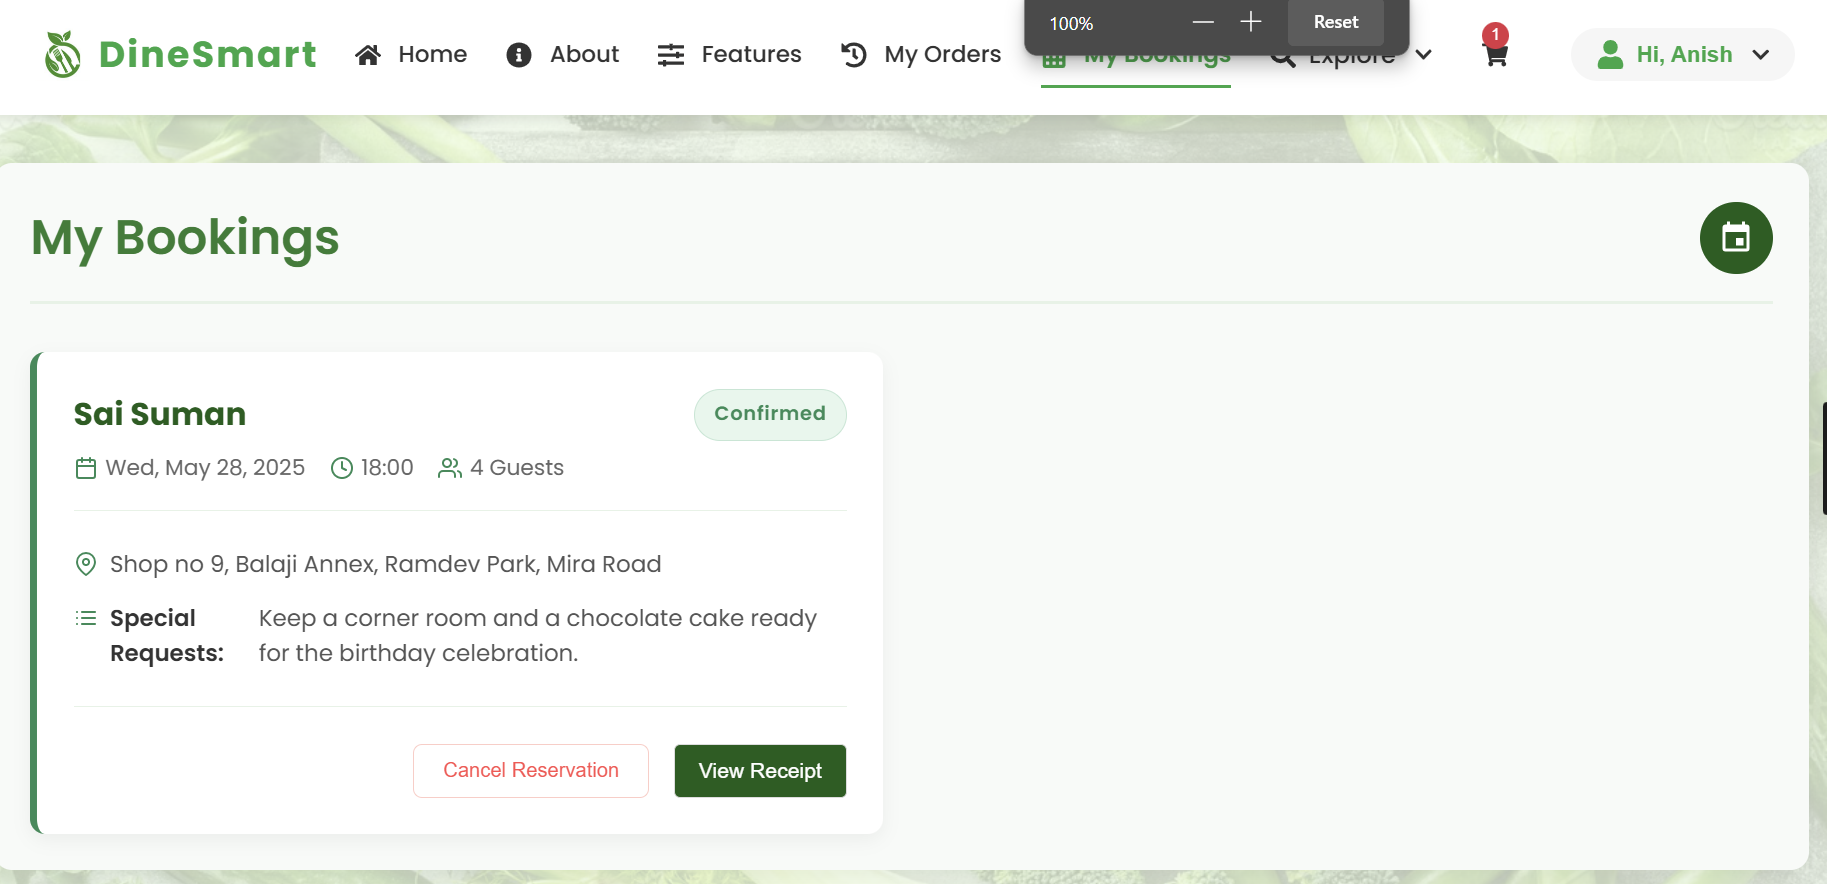 DineSmart Home About Features My Orders My Bookings Explore 1 Hi, Anish
100% Reset
My Bookings
Sai Suman Confirmed
Wed, May 28, 2025 18:00 4 Guests
Shop no 9, Balaji Annex, Ramdev Park, Mira Road
Special Requests: Keep a corner room and a chocolate cake ready
for the birthday celebration.
Cancel Reservation View Receipt